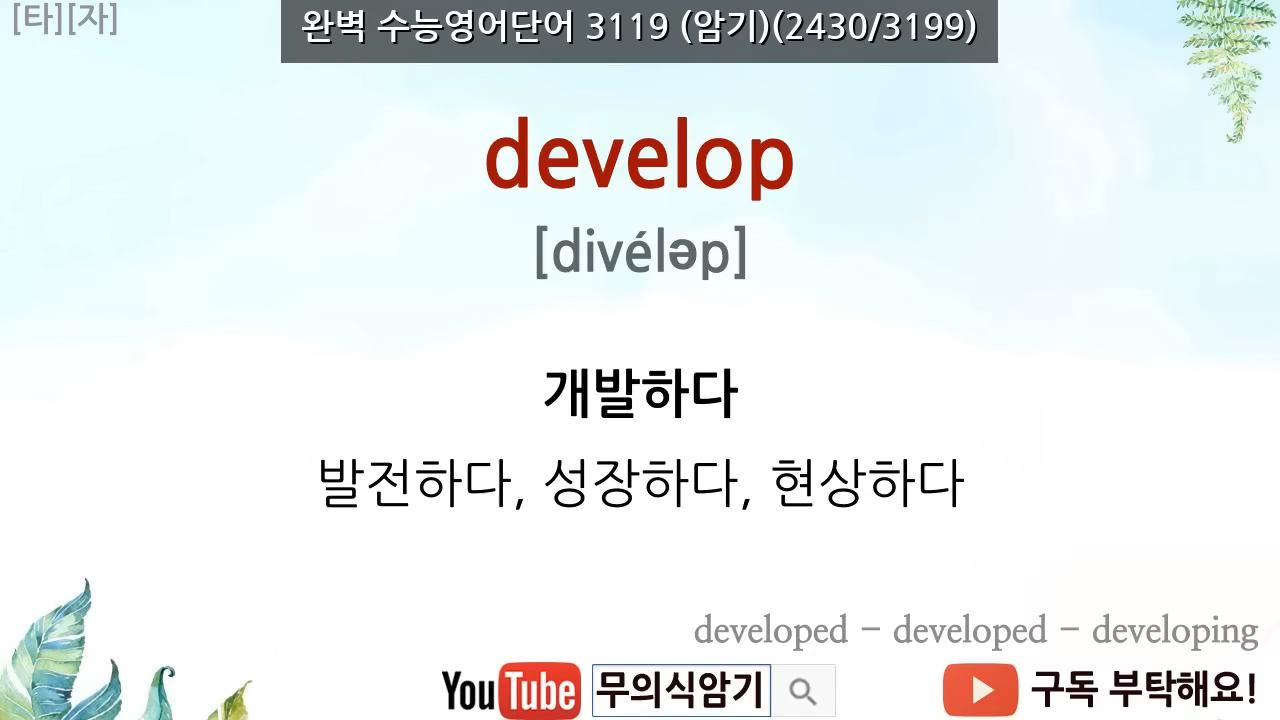 [타][자]
완벽 수능영어단어 3119 (암기)(2430/3199)
develop
[divéləp]
개발하다
발전하다, 성장하다, 현상하다
developed - developed - developing
YouTube 무의식암기
구독 부탁해요!